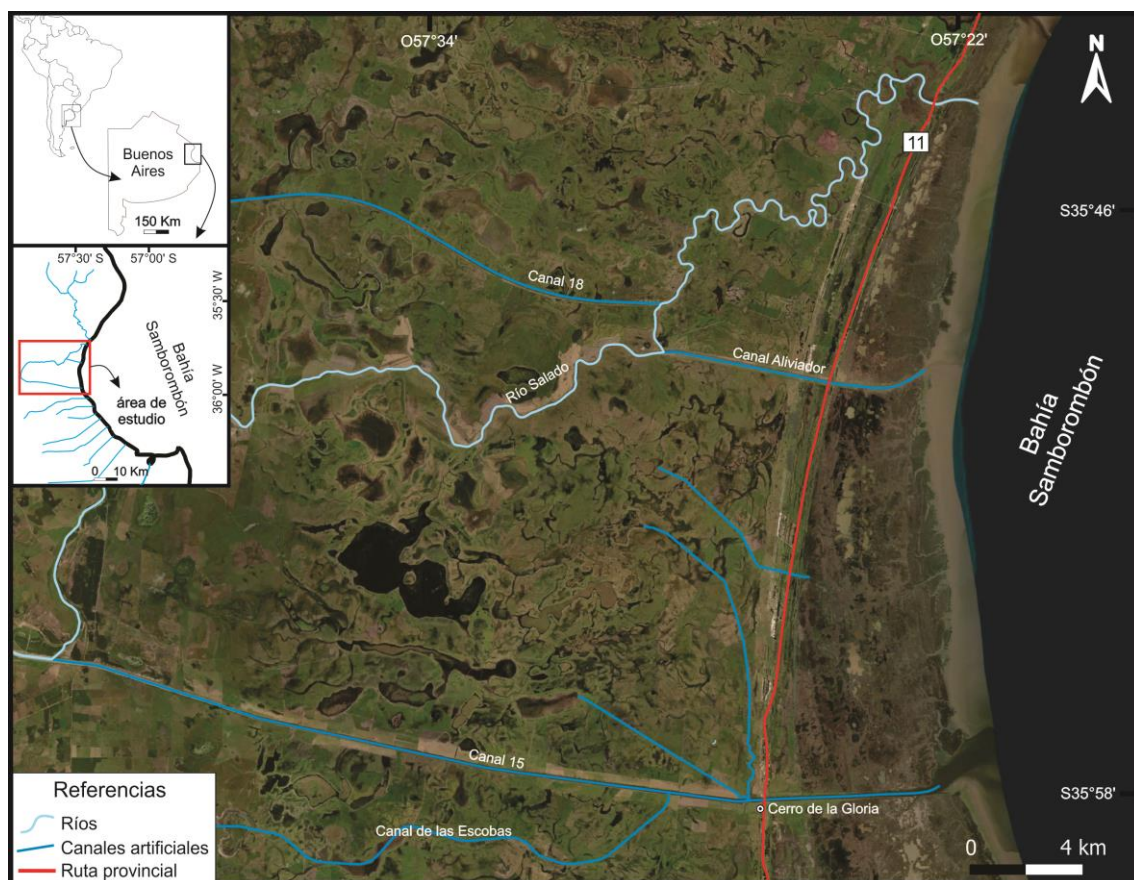 O57°34'
O57°22'
N
Buenos
Aires
150 Km
11
S35°46'
57°30' S
57°00' S
35°30' W
36°00' W
Bahía
Samborombón
área de
estudio
0 10 Km
Canal 18
Canal Aliviador
Río Salado
Bahía
Samborombón
Canal 15
S35°58'
Cerro de la Gloria
Canal de las Escobas
Referencias
Ríos
Canales artificiales
Ruta provincial
0 4 km